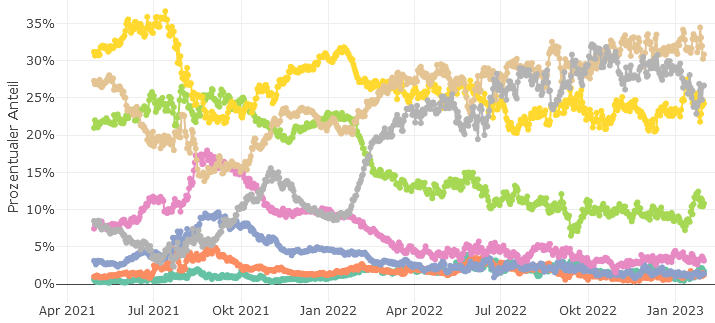 35%
30%
25%
20%
15%
10%
5%
0%
Prozentualer Anteil
Apr 2021
Jul 2021
Okt 2021
Jan 2022
Apr 2022
Jul 2022
Okt 2022
Jan 2023